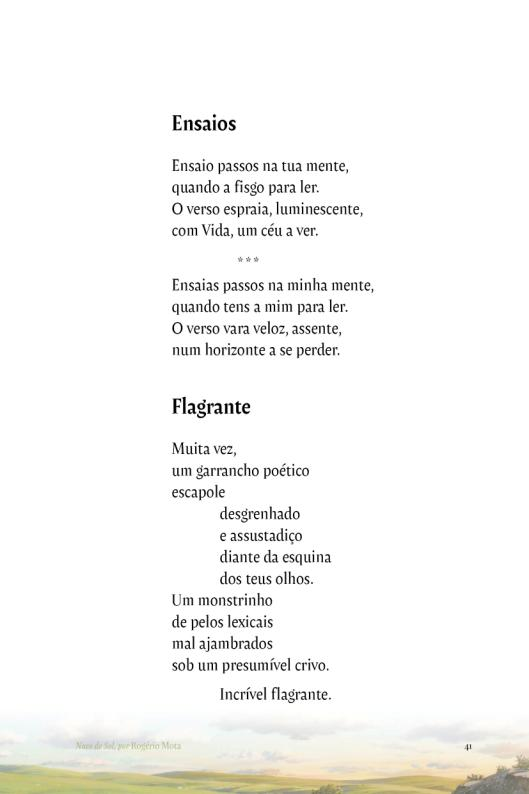 Ensaios
Ensaio passos na tua mente,
quando a fisgo para ler.
O verso espraia, luminescente,
com Vida, um céu a ver.
***
Ensaias passos na minha mente,
quando tens a mim para ler.
O verso vara veloz, assente,
num horizonte a se perder.
Flagrante
Muita vez,
um garrancho poético
escapole
desgrenhado
e assustadiço
diante da esquina
dos teus olhos.
Um monstrinho
de pelos lexicais
mal ajambrados
sob um presumível crivo.
Incrível flagrante.
de Sol, por Rogério Mota
41